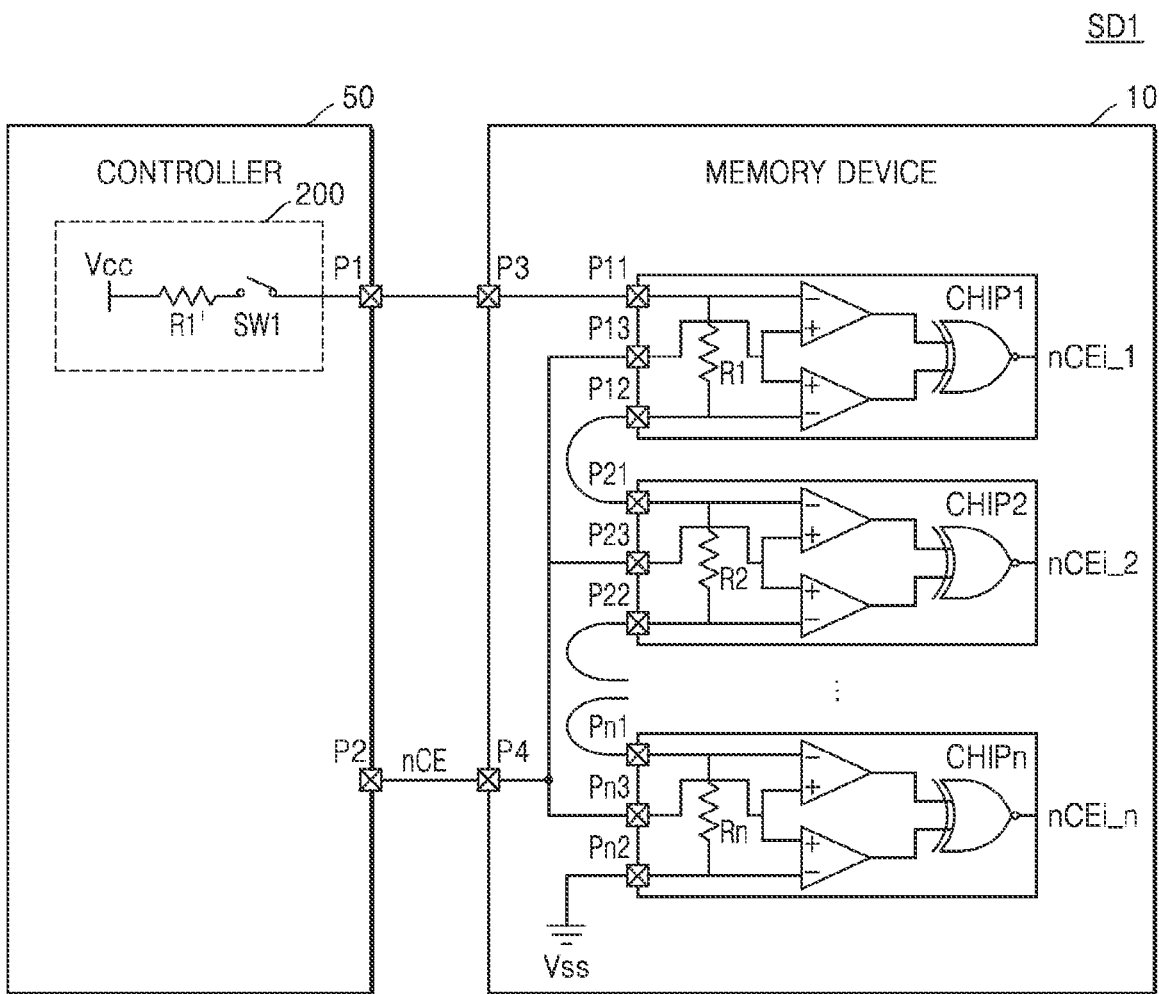 SD1
50
10
CONTROLLER
MEMORY DEVICE
200
Vcc
R1'
SW1
P1
P3
P11
P13
P12
R1
−
+
+
−
CHIP1
nCEi_1
P21
P23
P22
R2
−
+
+
−
CHIP2
nCEi_2
⋮
P2
nCE
P4
Pn1
Pn3
Pn2
Rn
−
+
+
−
CHIPn
nCEi_n
Vss